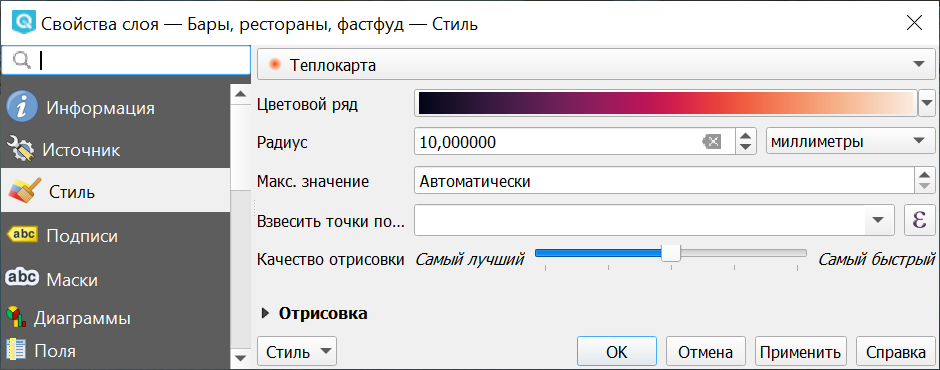 Свойства слоя — Бары, рестораны, фастфуд — Стиль
Информация
Источник
Стиль
abc Подписи
abc Маски
Диаграммы
Поля
Теплокарта
Цветовой ряд
Радиус 10,000000 миллиметры
Макс. значение Автоматически
Взвесить точки по... ε
Качество отрисовки Самый лучший Самый быстрый
Отрисовка
Стиль OK Отмена Применить Справка